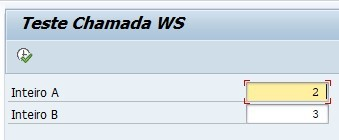 Teste Chamada WS
Inteiro A 2
Inteiro B 3